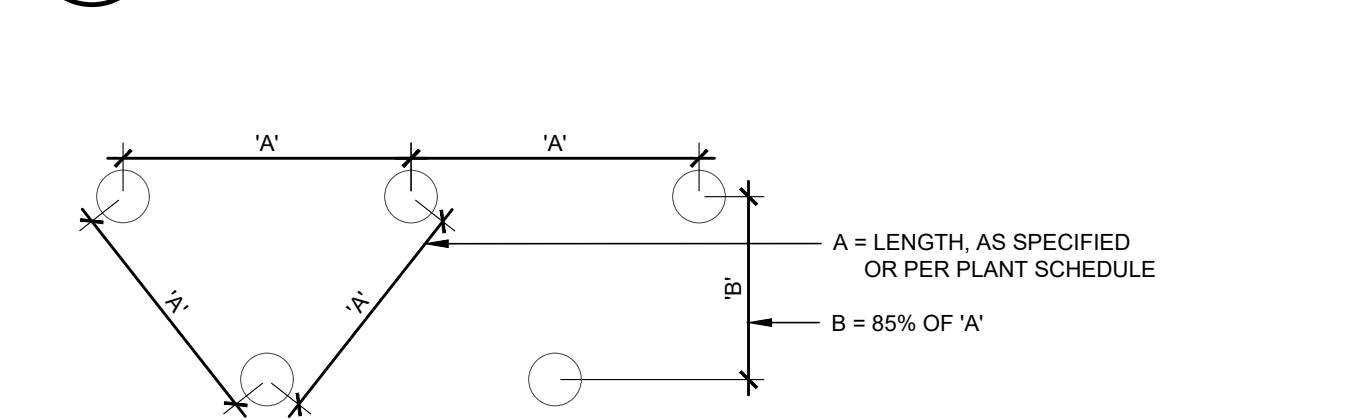 'A' 'A'
A = LENGTH, AS SPECIFIED
OR PER PLANT SCHEDULE
'A'
'A'
'B'
B = 85% OF 'A'